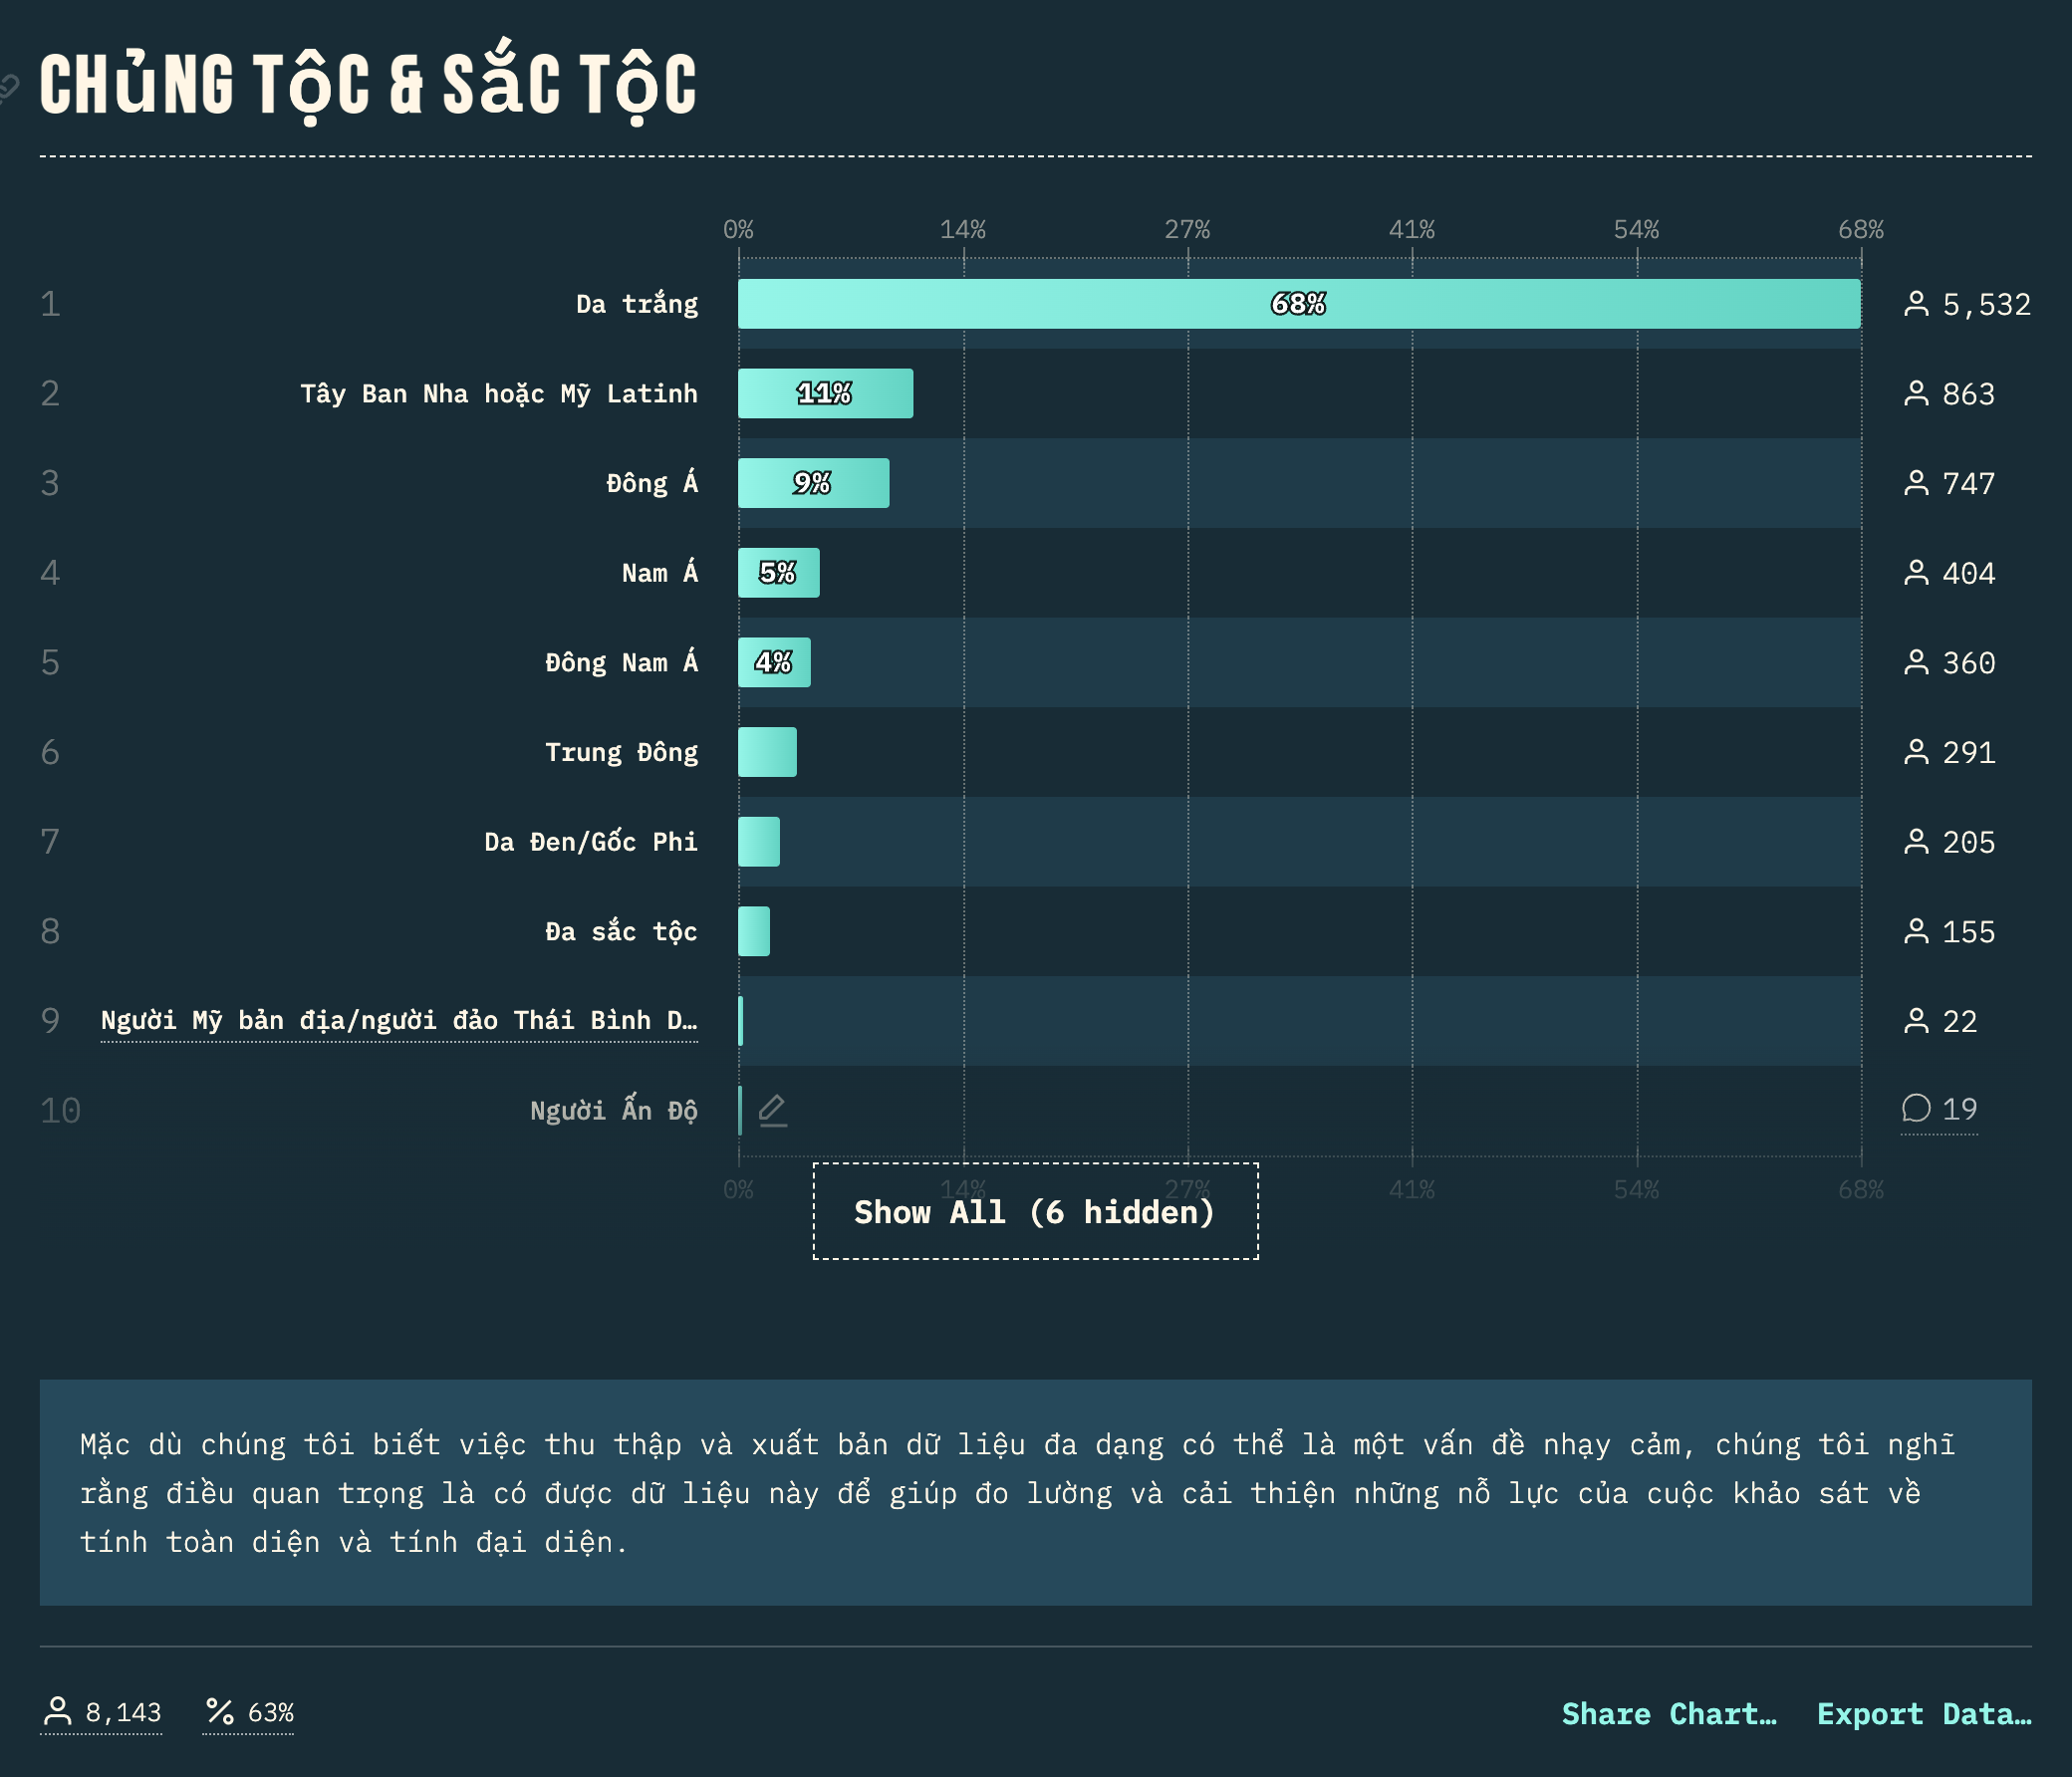 CHủNG TộC & SắC TộC
0% 14% 27% 41% 54% 68%
1 Da trắng 68% 5,532
2 Tây Ban Nha hoặc Mỹ Latinh 11% 863
3 Đông Á 9% 747
4 Nam Á 5% 404
5 Đông Nam Á 4% 360
6 Trung Đông 291
7 Da Đen/Gốc Phi 205
8 Đa sắc tộc 155
9 Người Mỹ bản địa/người đảo Thái Bình D… 22
10 Người Ấn Độ 19
0% 14% 27% 41% 54% 68%
Show All (6 hidden)
Mặc dù chúng tôi biết việc thu thập và xuất bản dữ liệu đa dạng có thể là một vấn đề nhạy cảm, chúng tôi nghĩ
rằng điều quan trọng là có được dữ liệu này để giúp đo lường và cải thiện những nỗ lực của cuộc khảo sát về
tính toàn diện và tính đại diện.
8,143 63% Share Chart… Export Data…